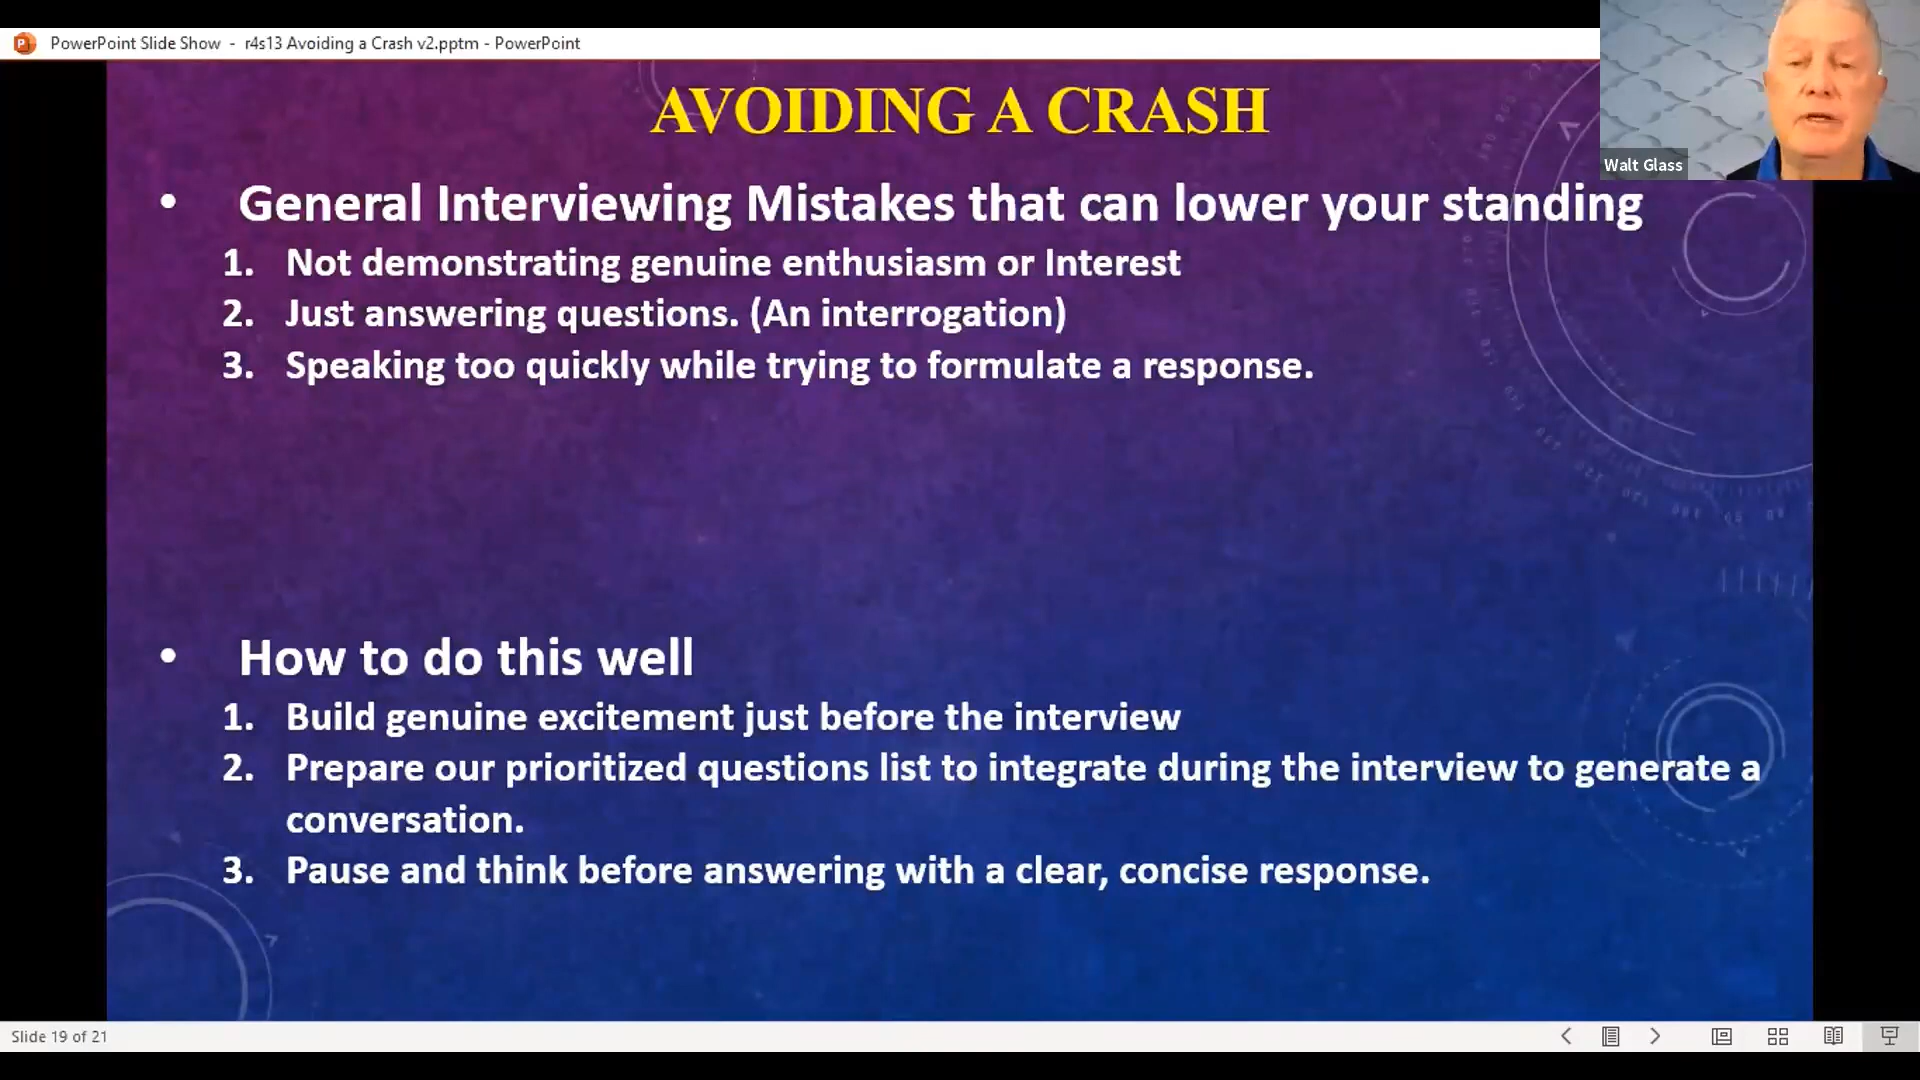 PowerPoint Slide Show - r4s13 Avoiding a Crash v2.pptm - PowerPoint
Walt Glass
AVOIDING A CRASH
• General Interviewing Mistakes that can lower your standing
1. Not demonstrating genuine enthusiasm or Interest
2. Just answering questions. (An interrogation)
3. Speaking too quickly while trying to formulate a response.
• How to do this well
1. Build genuine excitement just before the interview
2. Prepare our prioritized questions list to integrate during the interview to generate a
conversation.
3. Pause and think before answering with a clear, concise response.
Slide 19 of 21